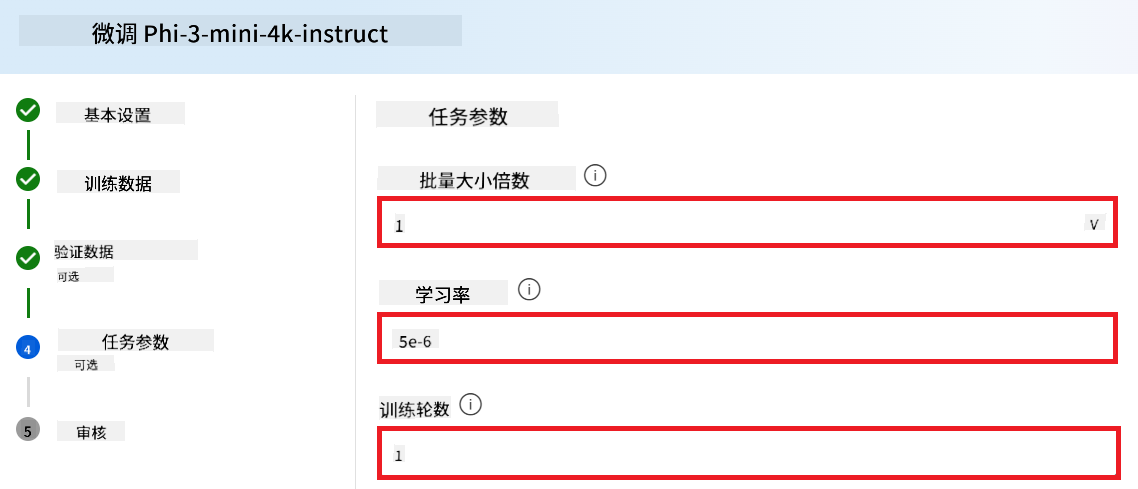 微调 Phi-3-mini-4k-instruct
基本设置
训练数据
验证数据
可选
4
任务参数
可选
5
审核
任务参数
批量大小倍数
1
V
学习率
5e-6
训练轮数
1